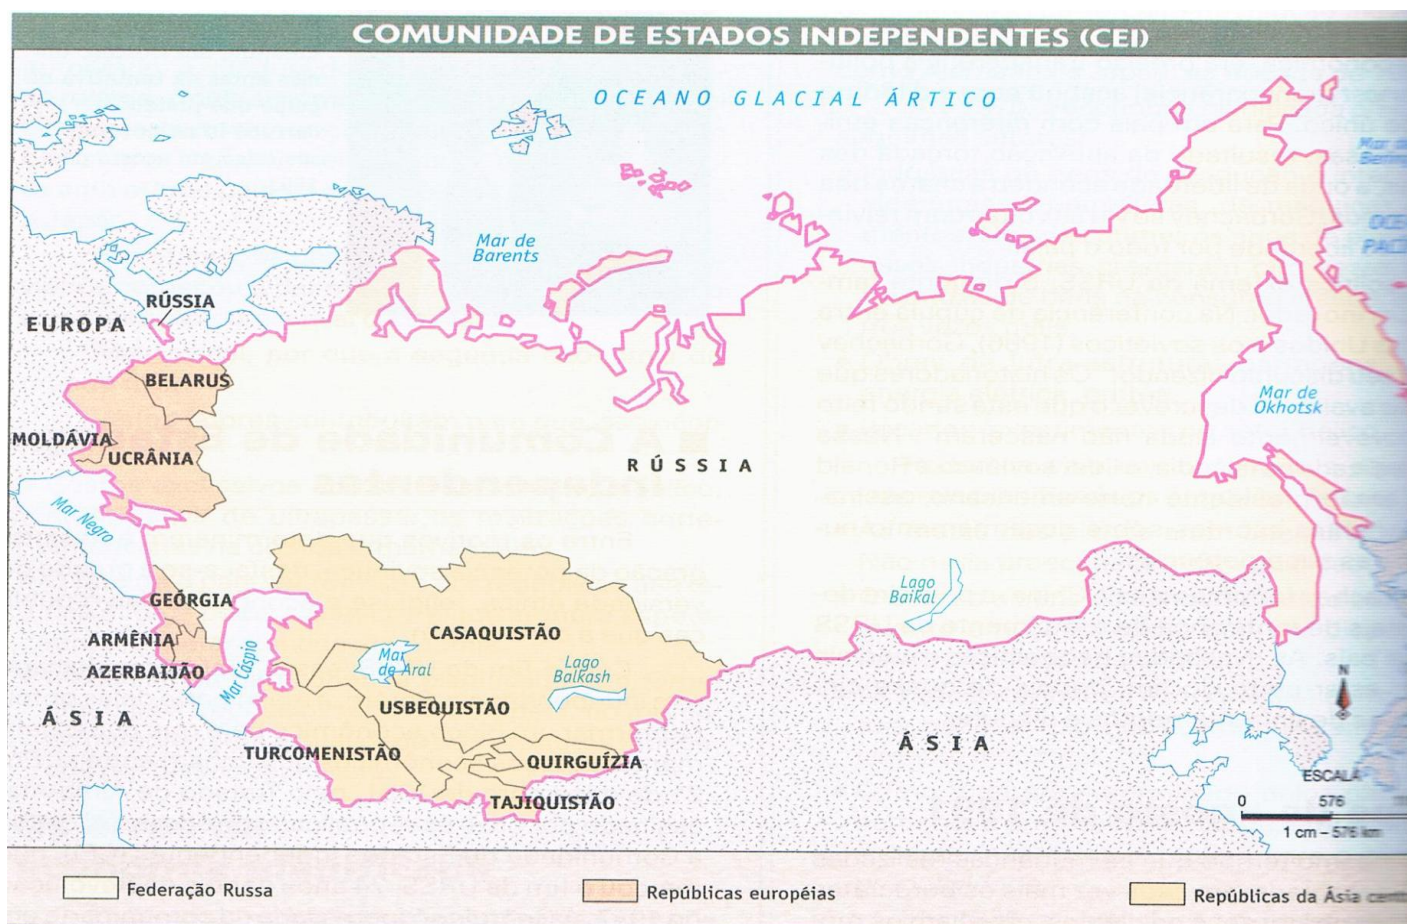 COMUNIDADE DE ESTADOS INDEPENDENTES (CEI)
OCEANO GLACIAL ÁRTICO
Mar de
Barents
RÚSSIA
EUROPA
BELARUS
MOLDÁVIA
UCRÂNIA
Mar Negro
RÚSSIA
Mar de
Okhotsk
GEÓRGIA
ARMÊNIA
AZERBAIJÃO
Mar Cáspio
CASAQUISTÃO
Mar
de Aral
Lago
Balkash
Lago
Baikal
USBEQUISTÃO
TURCOMENISTÃO
QUIRGUÍZIA
TAJIQUISTÃO
ÁSIA
ÁSIA
N
ESCALA
0 576
1 cm – 576 km
Federação Russa
Repúblicas européias
Repúblicas da Ásia